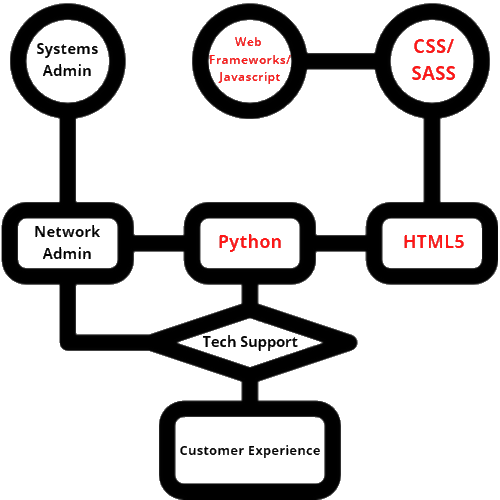 Systems
Admin
Web
Frameworks/
Javascript
CSS/
SASS
Network
Admin
Python
HTML5
Tech Support
Customer Experience